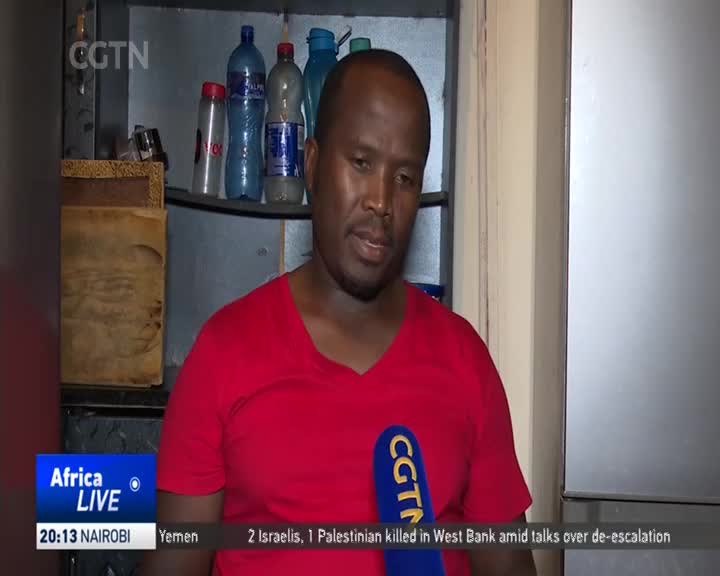 CGTN
CGTN
Africa
LIVE
20:13 NAIROBI
Yemen 2 Israelis, 1 Palestinian killed in West Bank amid talks over de-escalation